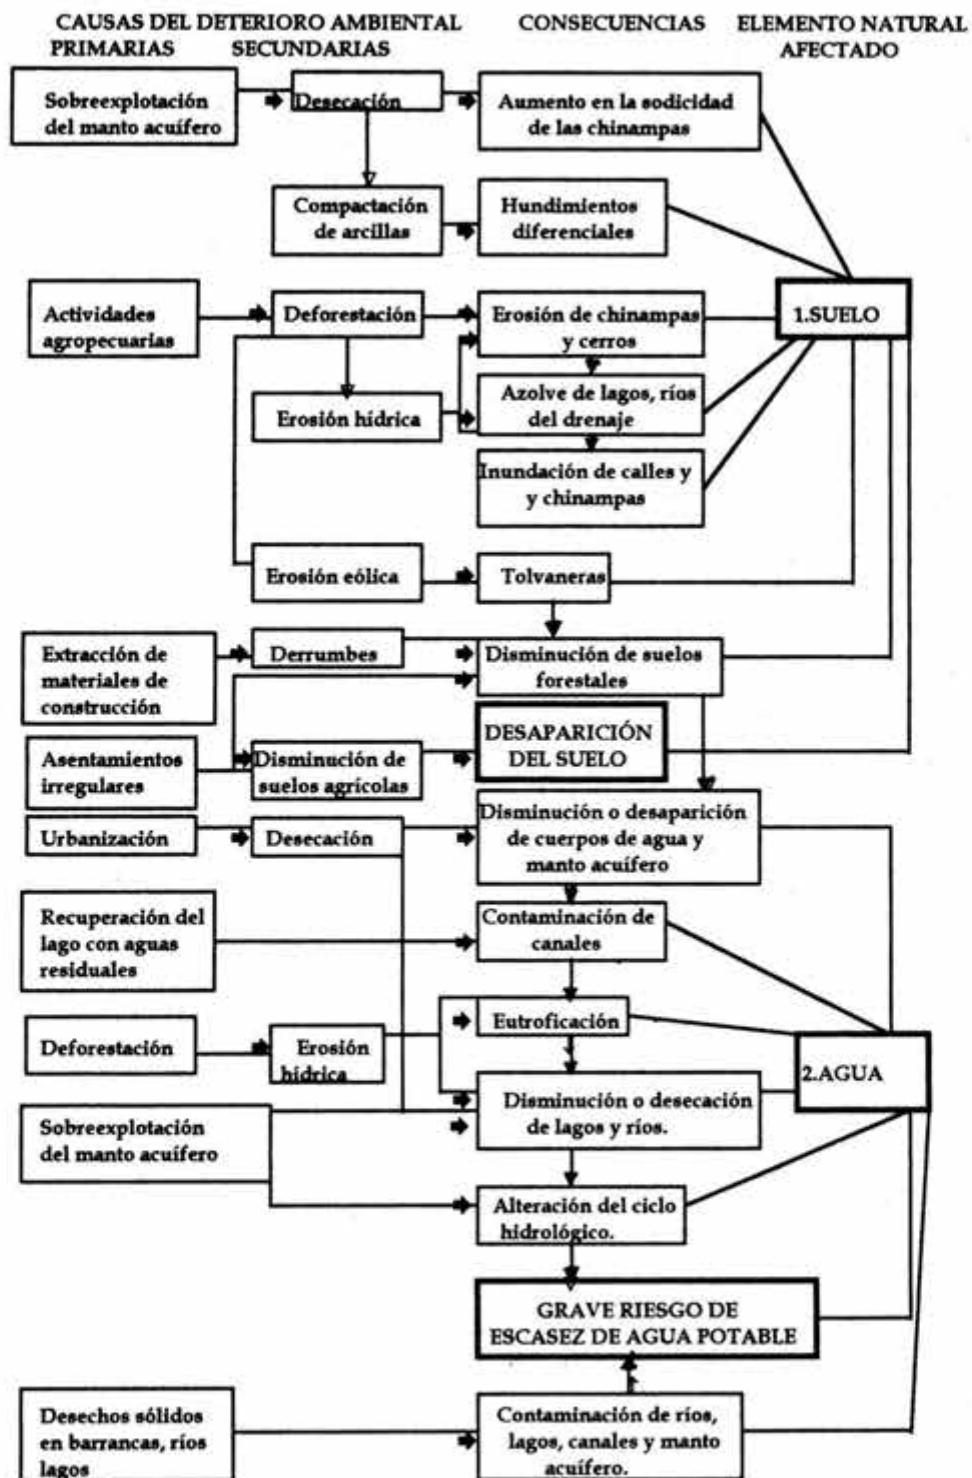 CAUSAS DEL DETERIORO AMBIENTAL
CONSECUENCIAS
ELEMENTO NATURAL
AFECTADO
PRIMARIAS
SECUNDARIAS
Sobreexplotación
del manto acuífero
Desecación
Aumento en la sodicidad
de las chinampas
Compactación
de arcillas
Hundimientos
diferenciales
Actividades
agropecuarias
Deforestación
Erosión de chinampas
y cerros
1.SUELO
Erosión hídrica
Azolve de lagos, ríos
del drenaje
Inundación de calles y
y chinampas
Erosión eólica
Tolvaneras
Extracción de
materiales de
construcción
Derrumbes
Disminución de suelos
forestales
DESAPARICIÓN
DEL SUELO
Asentamientos
irregulares
Disminución de
suelos agrícolas
Urbanización
Desecación
Disminución o desaparición
de cuerpos de agua y
manto acuífero
Recuperación del
lago con aguas
residuales
Contaminación de
canales
Eutroficación
Deforestación
Erosión
hídrica
2.AGUA
Disminución o desecación
de lagos y ríos.
Sobreexplotación
del manto acuífero
Alteración del ciclo
hidrológico.
GRAVE RIESGO DE
ESCASEZ DE AGUA POTABLE
Desechos sólidos
en barrancas, ríos
lagos
Contaminación de ríos,
lagos, canales y manto
acuífero.